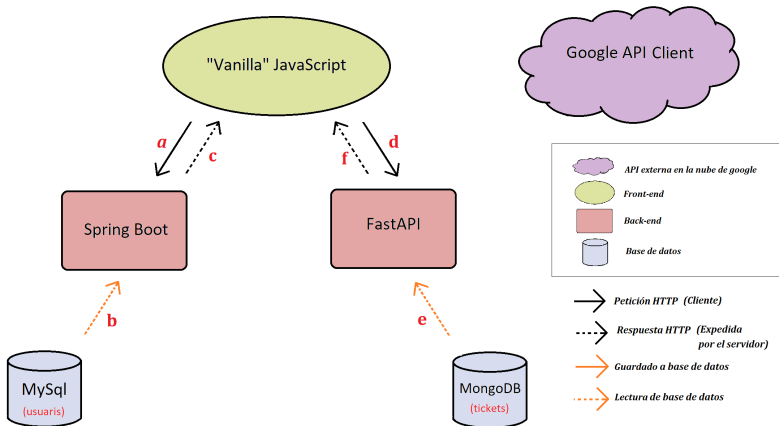 "Vanilla" JavaScript
Google API Client
a
c
f
d
Spring Boot
FastAPI
b
e
MySql
(usuaris)
MongoDB
(tickets)
API externa en la nube de google
Front-end
Back-end
Base de datos
Petición HTTP (Cliente)
Respuesta HTTP (Expedida
por el servidor)
Guardado a base de datos
Lectura de base de datos